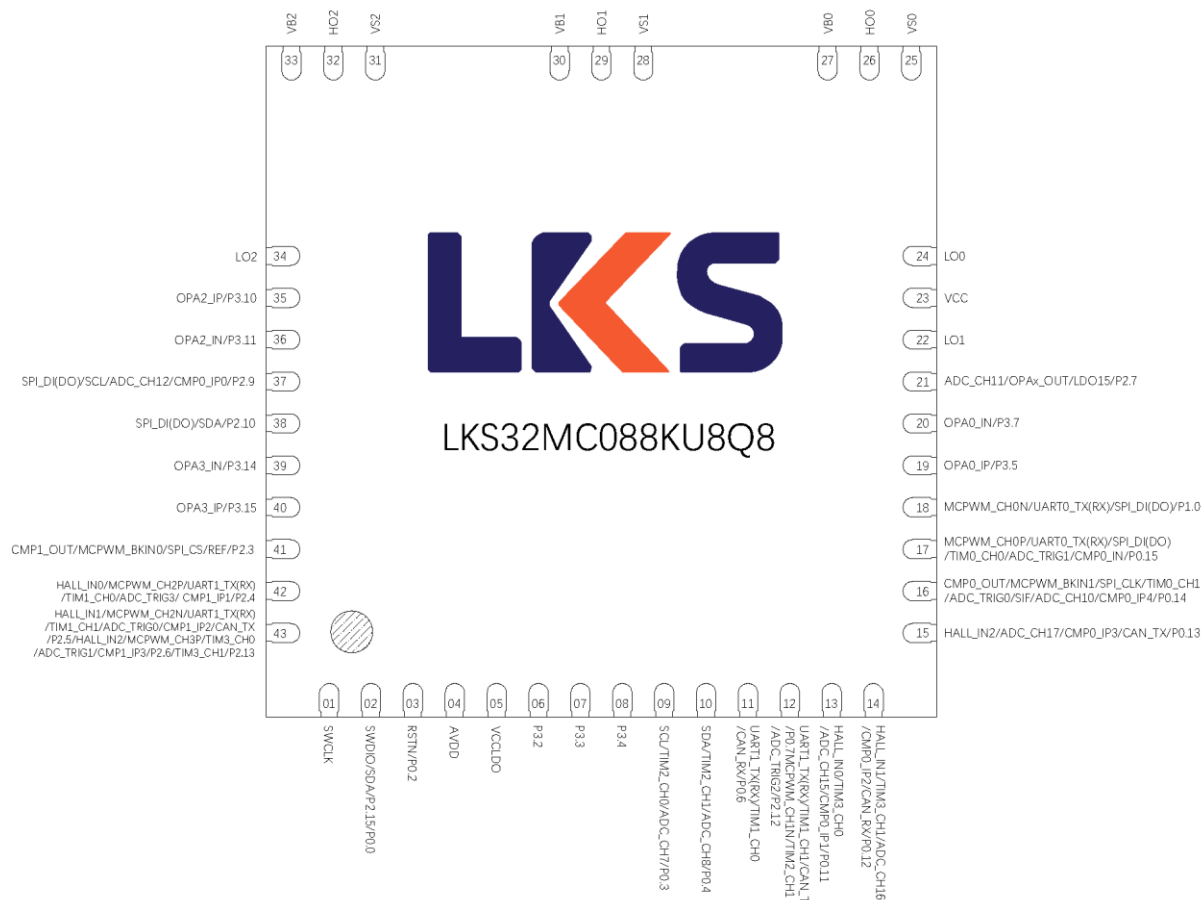 VB2
HO2
VS2
VB1
HO1
VS1
VB0
HO0
VS0
33
32
31
30
29
28
27
26
25
LKS
LKS32MC088KU8Q8
LO2
34
OPA2_IP/P3.10
35
OPA2_IN/P3.11
36
SPI_DI(DO)/SCL/ADC_CH12/CMP0_IP0/P2.9
37
SPI_DI(DO)/SDA/P2.10
38
OPA3_IN/P3.14
39
OPA3_IP/P3.15
40
CMP1_OUT/MCPWM_BKIN0/SPI_CS/REF/P2.3
41
HALL_IN0/MCPWM_CH2P/UART1_TX(RX)
/TIM1_CH0/ADC_TRIG3/ CMP1_IP1/P2.4
42
HALL_IN1/MCPWM_CH2N/UART1_TX(RX)
/TIM1_CH1/ADC_TRIG0/CMP1_IP2/CAN_TX
/P2.5/HALL_IN2/MCPWM_CH3P/TIM3_CH0
/ADC_TRIG1/CMP1_IP3/P2.6/TIM3_CH1/P2.13
43
24
LO0
23
VCC
22
LO1
21
ADC_CH11/OPAx_OUT/LDO15/P2.7
20
OPA0_IN/P3.7
19
OPA0_IP/P3.5
18
MCPWM_CH0N/UART0_TX(RX)/SPI_DI(DO)/P1.0
17
MCPWM_CH0P/UART0_TX(RX)/SPI_DI(DO)
/TIM0_CH0/ADC_TRIG1/CMP0_IN/P0.15
16
CMP0_OUT/MCPWM_BKIN1/SPI_CLK/TIM0_CH1
/ADC_TRIG0/SIF/ADC_CH10/CMP0_IP4/P0.14
15
HALL_IN2/ADC_CH17/CMP0_IP3/CAN_TX/P0.13
01
02
03
04
05
06
07
08
09
10
11
12
13
14
SWCLK
SWDIO/SDA/P2.15/P0.0
RSTN/P0.2
AVDD
VCCLDO
P3.2
P3.3
P3.4
SCL/TIM2_CH0/ADC_CH7/P0.3
SDA/TIM2_CH1/ADC_CH8/P0.4
UART1_TX(RX)/TIM1_CH0
/CAN_RX/P0.6
UART1_TX(RX)/TIM1_CH1/CAN_T
/P0.7MCPWM_CH1N/TIM2_CH1
/ADC_TRIG2/P2.12
HALL_IN0/TIM3_CH0
/ADC_CH15/CMP0_IP1/P0.11
HALL_IN1/TIM3_CH1/ADC_CH16
/CMP0_IP2/CAN_RX/P0.12